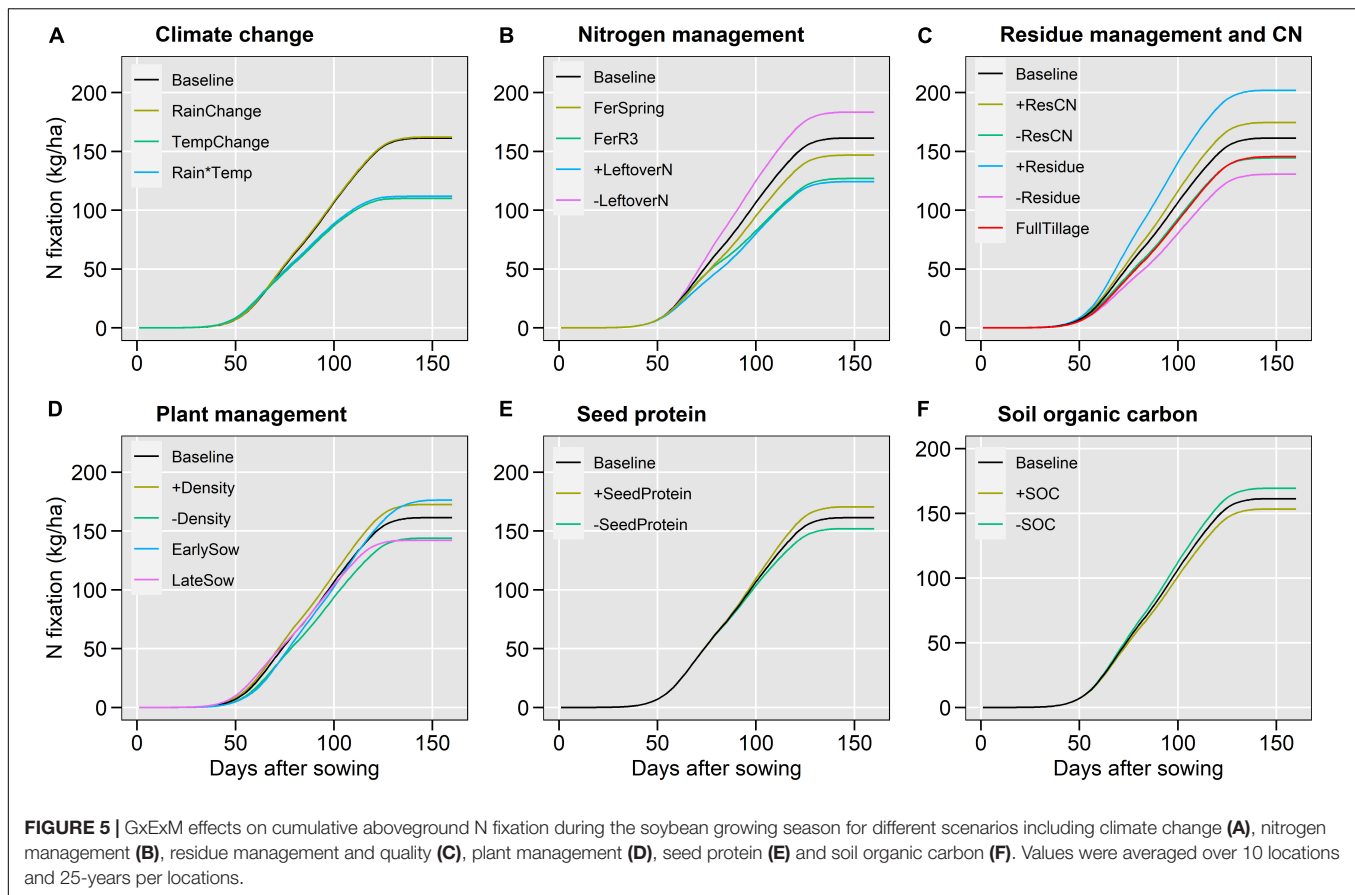 A Climate change
Baseline
RainChange
TempChange
Rain*Temp
N fixation (kg/ha)
200
150
100
50
0
0 50 100 150
B Nitrogen management
Baseline
FerSpring
FerR3
+LeftoverN
-LeftoverN
200
150
100
50
0
0 50 100 150
C Residue management and CN
Baseline
+ResCN
-ResCN
+Residue
-Residue
FullTillage
200
150
100
50
0
0 50 100 150
D Plant management
Baseline
+Density
-Density
EarlySow
LateSow
N fixation (kg/ha)
200
150
100
50
0
0 50 100 150
Days after sowing
E Seed protein
Baseline
+SeedProtein
-SeedProtein
200
150
100
50
0
0 50 100 150
Days after sowing
F Soil organic carbon
Baseline
+SOC
-SOC
200
150
100
50
0
0 50 100 150
Days after sowing
FIGURE 5 | GxExM effects on cumulative aboveground N fixation during the soybean growing season for different scenarios including climate change (A), nitrogen
management (B), residue management and quality (C), plant management (D), seed protein (E) and soil organic carbon (F). Values were averaged over 10 locations
and 25-years per locations.